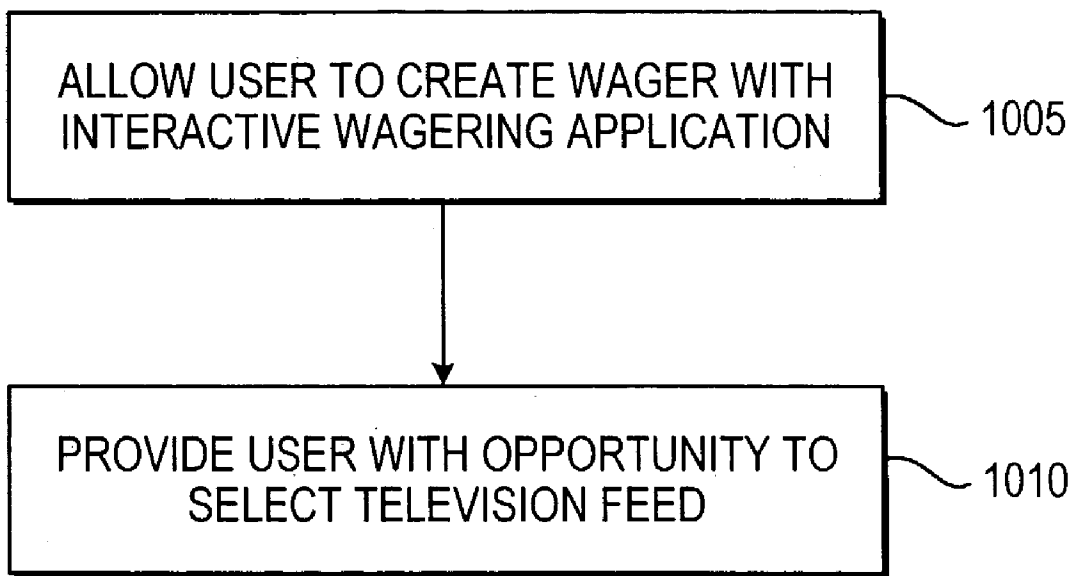 ALLOW USER TO CREATE WAGER WITH
INTERACTIVE WAGERING APPLICATION
1005
PROVIDE USER WITH OPPORTUNITY TO
SELECT TELEVISION FEED
1010